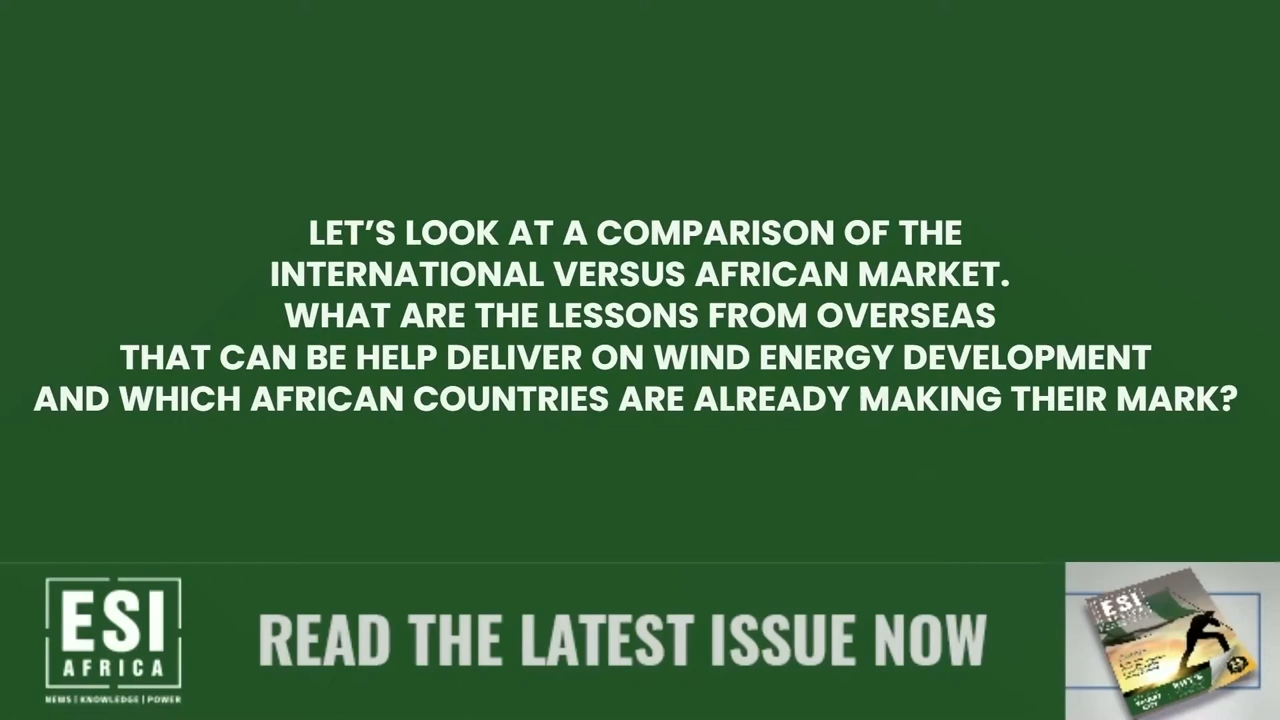 LET'S LOOK AT A COMPARISON OF THE
INTERNATIONAL VERSUS AFRICAN MARKET.
WHAT ARE THE LESSONS FROM OVERSEAS
THAT CAN BE HELP DELIVER ON WIND ENERGY DEVELOPMENT
AND WHICH AFRICAN COUNTRIES ARE ALREADY MAKING THEIR MARK?
ESI
AFRICA
NEWS | KNOWLEDGE | POWER
READ THE LATEST ISSUE NOW
ESI